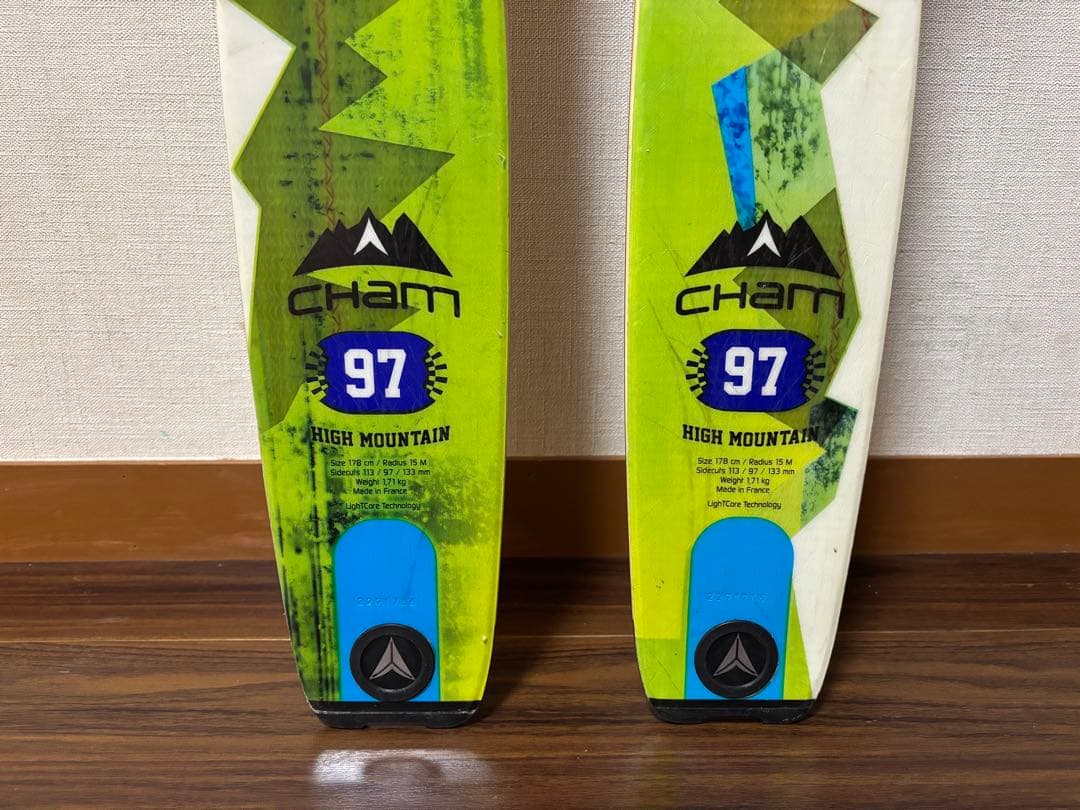 CHam
97
HIGH MOUNTAIN
Size 178 cm / Radius 15 M
Sidecuts 113 / 97 / 133 mm
Weight 1,71 kg
Made in France
LighTCore Technology
CHam
97
HIGH MOUNTAIN
Size 178 cm / Radius 15 M
Sidecuts 113 / 97 / 133 mm
Weight 1,71 kg
Made in France
LighTCore Technology